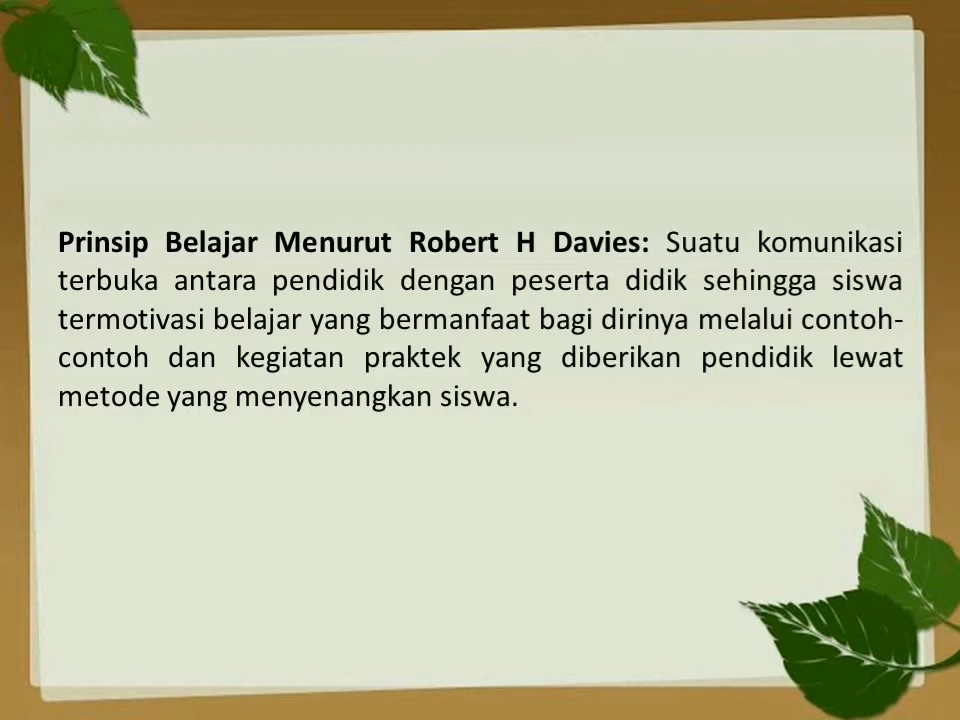 Prinsip Belajar Menurut Robert H Davies: Suatu komunikasi
terbuka antara pendidik dengan peserta didik sehingga siswa
termotivasi belajar yang bermanfaat bagi dirinya melalui contoh-
contoh dan kegiatan praktek yang diberikan pendidik lewat
metode yang menyenangkan siswa.